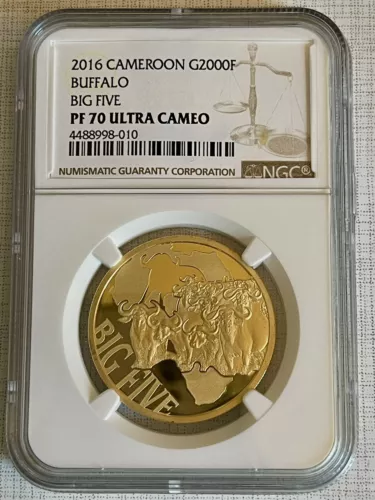 2016 CAMEROON G2000F
BUFFALO
BIG FIVE
PF 70 ULTRA CAMEO
4488998-010
NUMISMATIC GUARANTY CORPORATION
NGC®
BIG FIVE